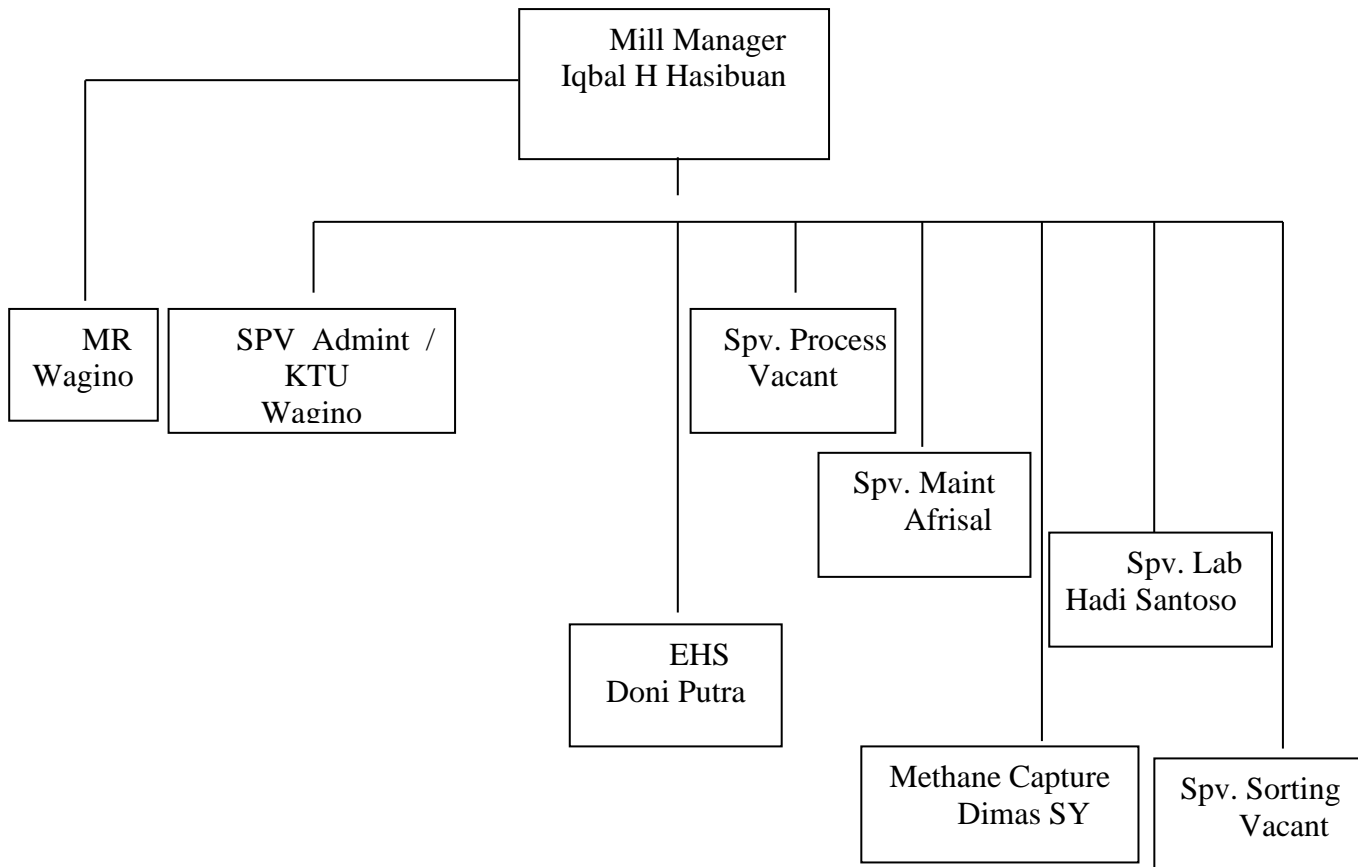 Mill Manager
Iqbal H Hasibuan
MR
Wagino
SPV Admint /
KTU
Wagino
Spv. Process
Vacant
Spv. Maint
Afrisal
Spv. Lab
Hadi Santoso
EHS
Doni Putra
Methane Capture
Dimas SY
Spv. Sorting
Vacant